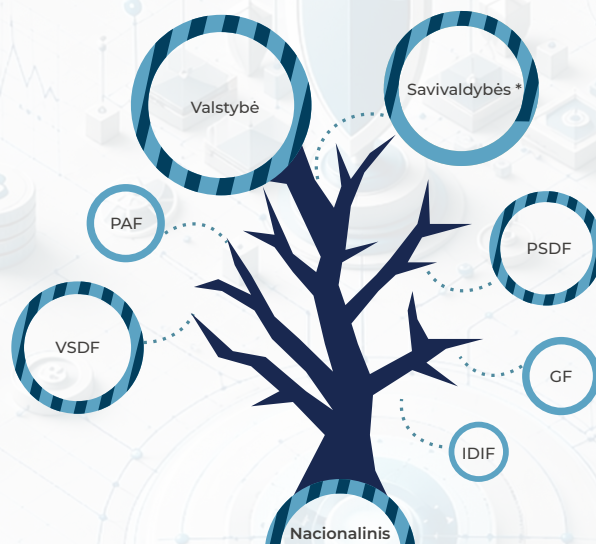 Valstybė
Savivaldybės *
PAF
PSDF
VSDF
GF
IDIF
Nacionalinis